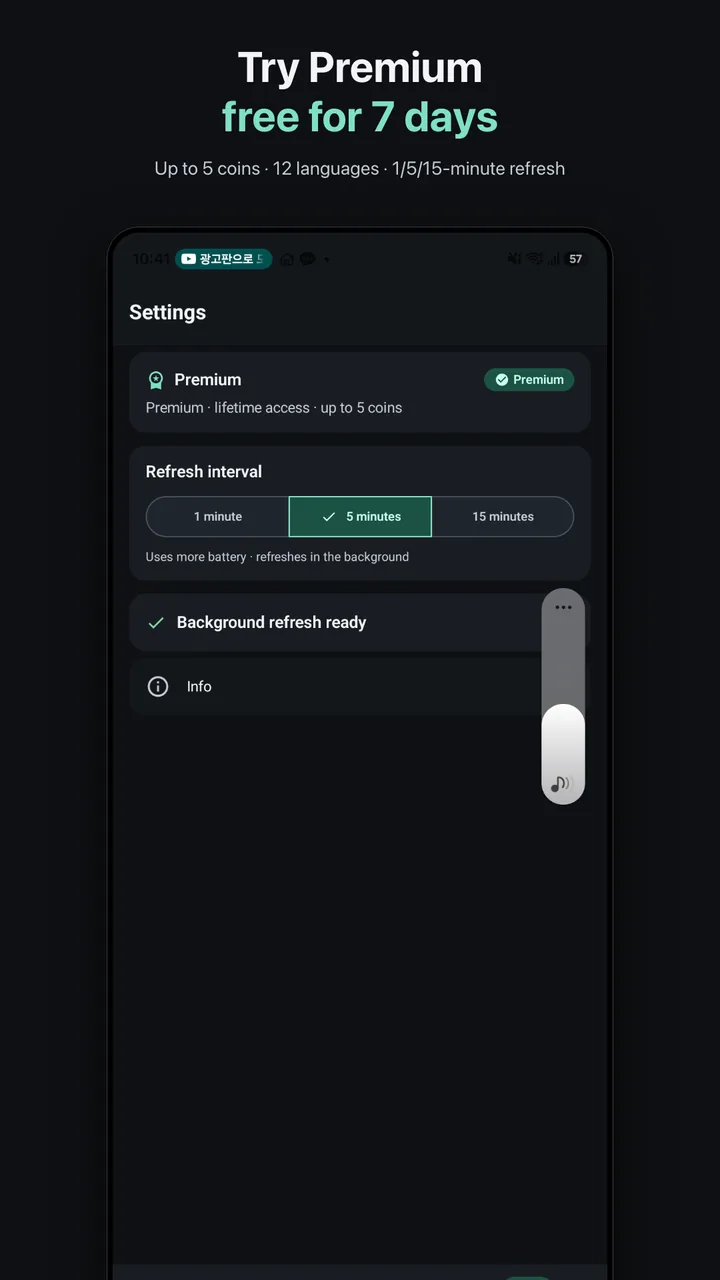 Try Premium
free for 7 days
Up to 5 coins · 12 languages · 1/5/15-minute refresh
10:41 광고판으로 57
Settings
Premium Premium
Premium · lifetime access · up to 5 coins
Refresh interval
1 minute 5 minutes 15 minutes
Uses more battery · refreshes in the background
Background refresh ready
Info